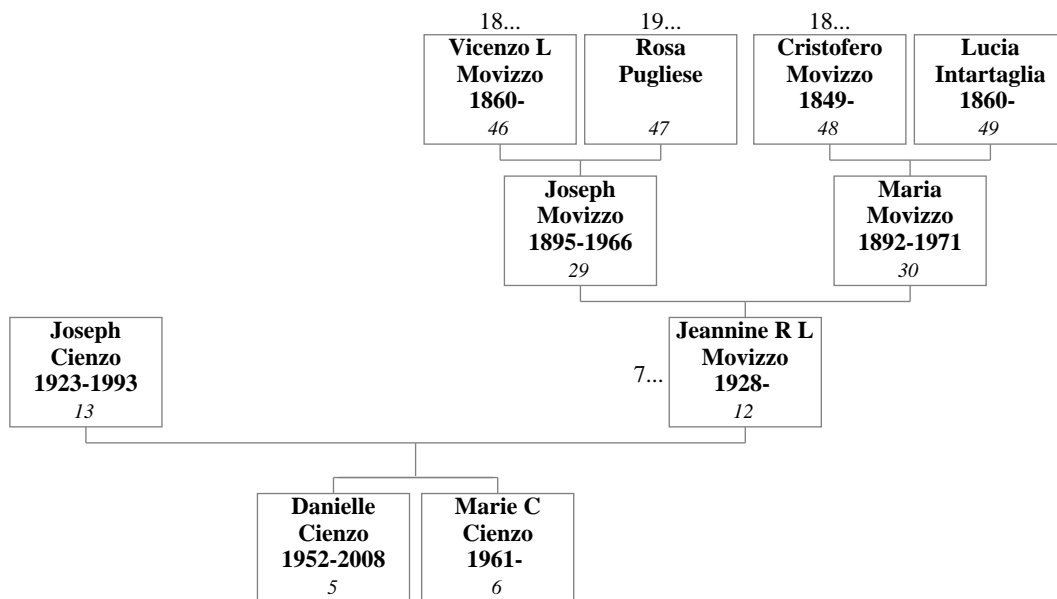 18...
19...
18...
Vicenzo L
Movizzo
1860-
46
Rosa
Pugliese
47
Cristofero
Movizzo
1849-
48
Lucia
Intartaglia
1860-
49
Joseph
Movizzo
1895-1966
29
Maria
Movizzo
1892-1971
30
Joseph
Cienzo
1923-1993
13
7...
Jeannine R L
Movizzo
1928-
12
Danielle
Cienzo
1952-2008
5
Marie C
Cienzo
1961-
6